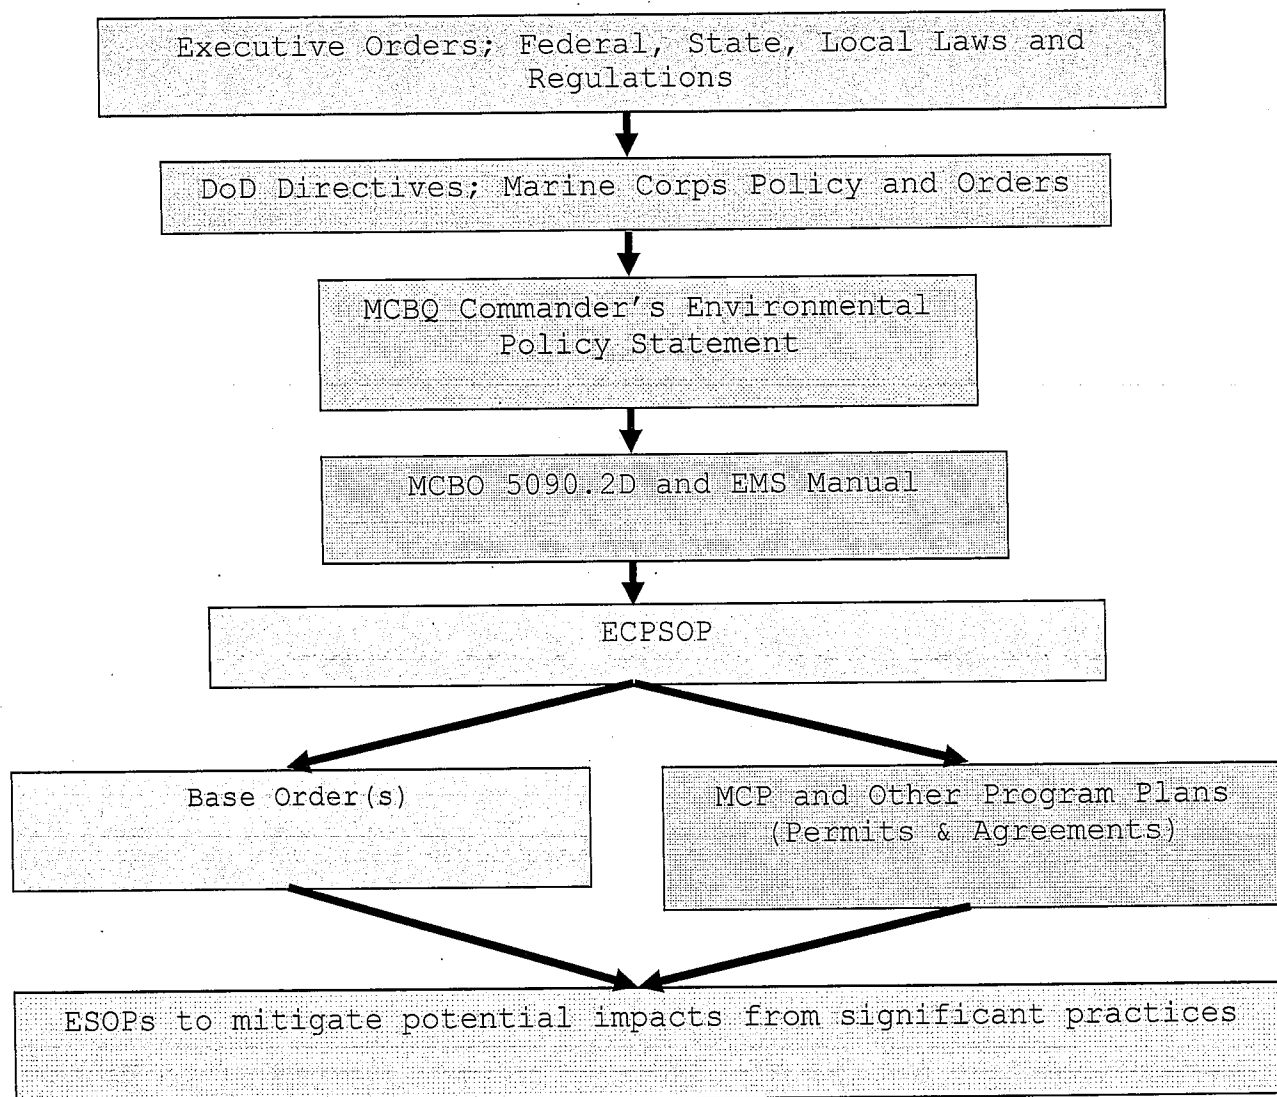 Executive Orders; Federal, State, Local Laws and
Regulations
DoD Directives; Marine Corps Policy and Orders
MCBQ Commander's Environmental
Policy Statement
MCBO 5090.2D and EMS Manual
ECPSOP
Base Order(s)
MCP and Other Program Plans
(Permits & Agreements)
ESOPs to mitigate potential impacts from significant practices